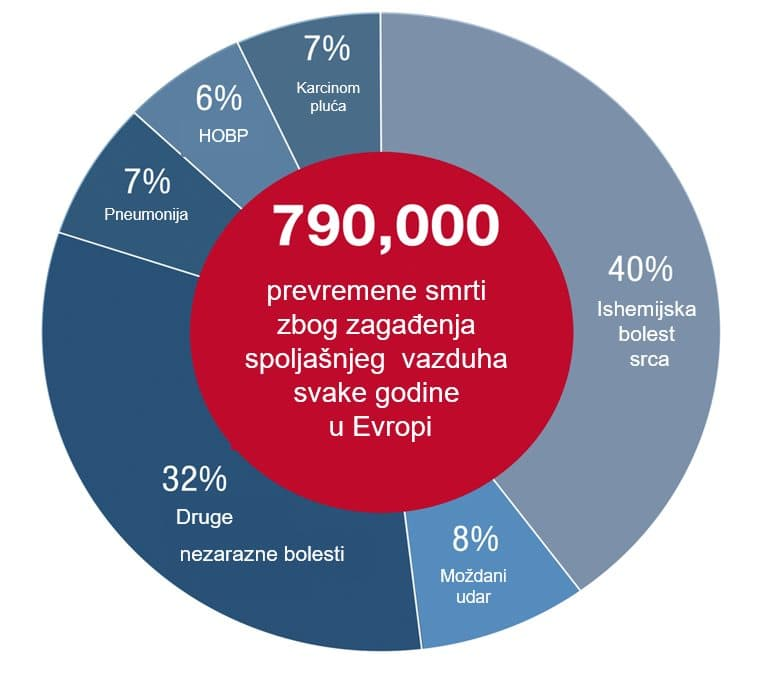 7%
Karcinom
pluća
6%
HOBP
7%
Pneumonija
790,000
prevremene smrti
zbog zagađenja
spoljašnjeg vazduha
svake godine
u Evropi
40%
Ishemijska
bolest
srca
32%
Druge
nezarazne bolesti
8%
Moždani
udar